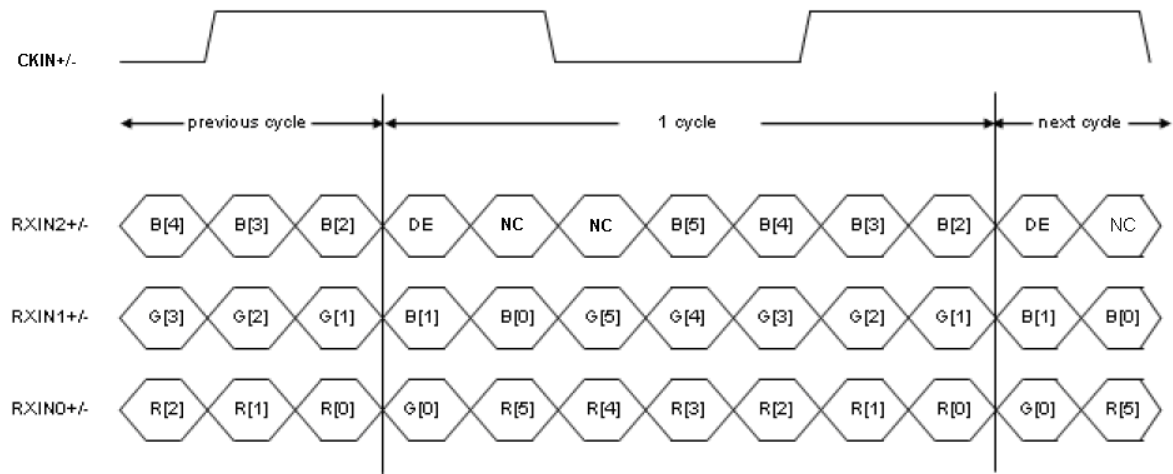 CKIN+/-
previous cycle 1 cycle next cycle
RXIN2+/- B[4] B[3] B[2] DE NC NC B[5] B[4] B[3] B[2] DE NC
RXIN1+/- G[3] G[2] G[1] B[1] B[0] G[5] G[4] G[3] G[2] G[1] B[1] B[0]
RXIN0+/- R[2] R[1] R[0] G[0] R[5] R[4] R[3] R[2] R[1] R[0] G[0] R[5]